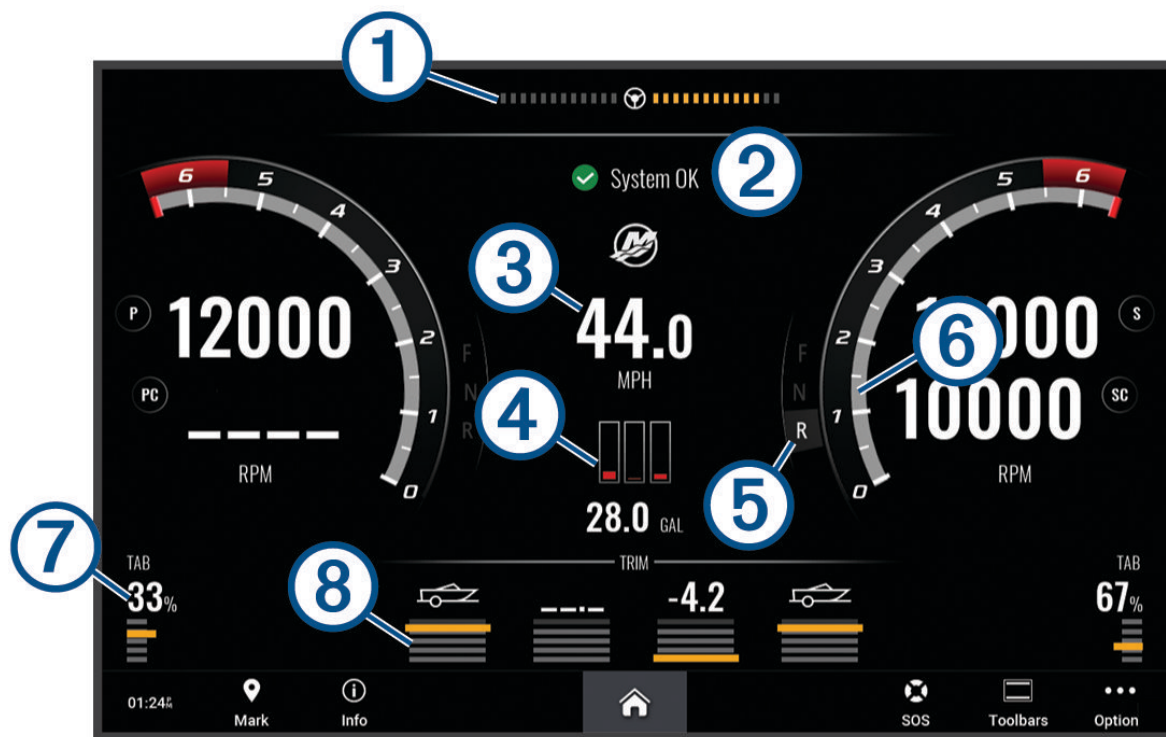 1
2
System OK
6 5 4 3 2 1 0
5 6 4 3 2 1 0
3
44.0
MPH
P
12000
S
6
PC
– – – –
RPM
F
N
R
F
N
R
10000
SC
RPM
4
5
28.0 GAL
7
8
TRIM
TAB
33%
– – . –
-4.2
TAB
67%
01:24 PM
Mark
Info
SOS
Toolbars
Option